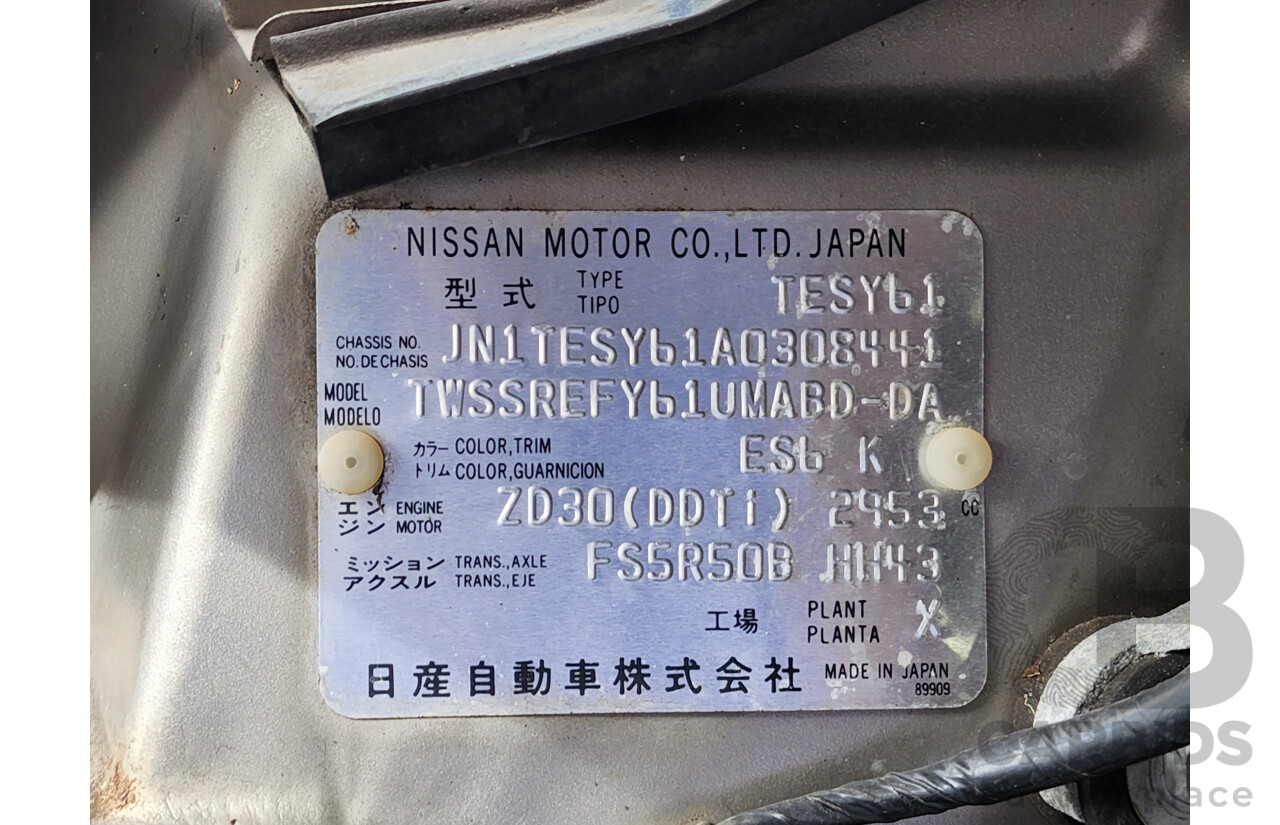 NISSAN MOTOR CO.,LTD. JAPAN
型式 TYPE TESY61
TIPO
CHASSIS NO. JN1TESY61A0308441
NO. DE CHASIS
MODEL TWSSREFY61UMABD-DA
MODELO
カラー COLOR, TRIM ES6 K
トリム COLOR, GUARNICION
エン ENGINE ZD30(DDTi) 2953 CC
ジン MOTOR
ミッション TRANS., AXLE FS5R50B HH43
アクスル TRANS., EJE
工場 PLANT X
PLANTA
日産自動車株式会社 MADE IN JAPAN
89909
B